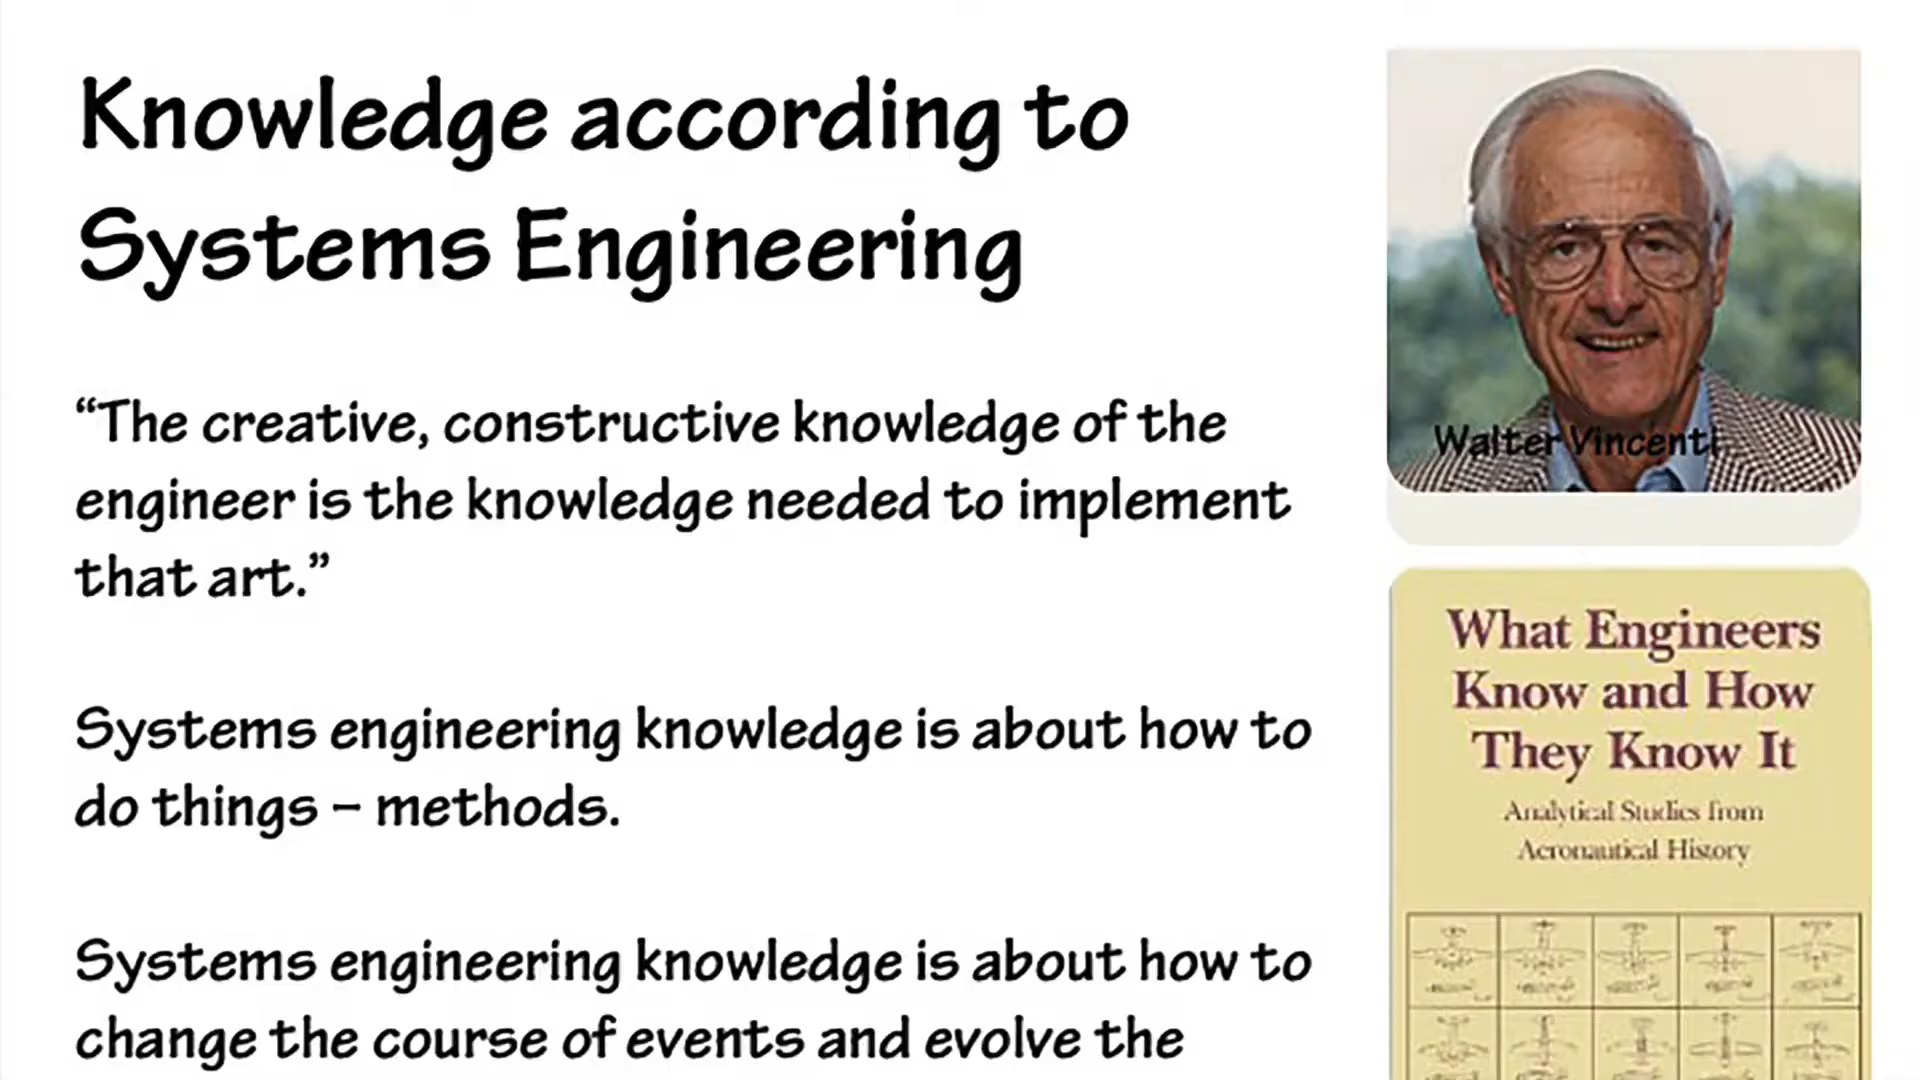 Knowledge according to
Systems Engineering
“The creative, constructive knowledge of the
engineer is the knowledge needed to implement
that art.”
Systems engineering knowledge is about how to
do things – methods.
Systems engineering knowledge is about how to
change the course of events and evolve the
Walter Vincenti
What Engineers
Know and How
They Know It
Analytical Studies from
Aeronautical History